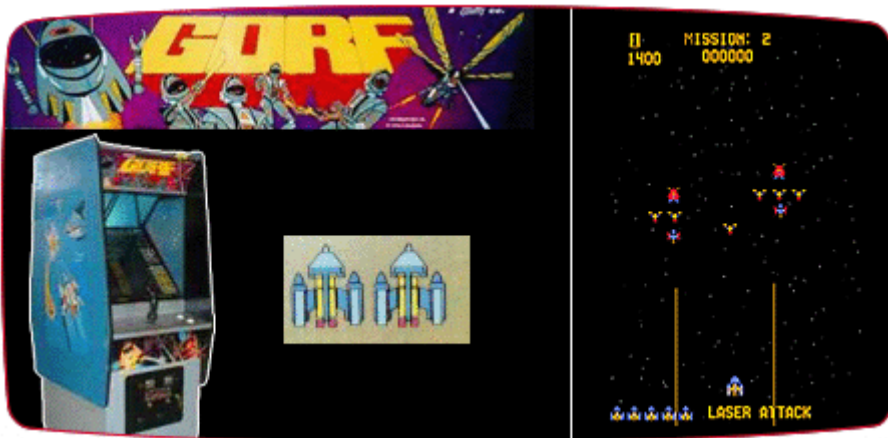 GORF
GORF
1 MISSION: 2
1400 000000
LASER ATTACK